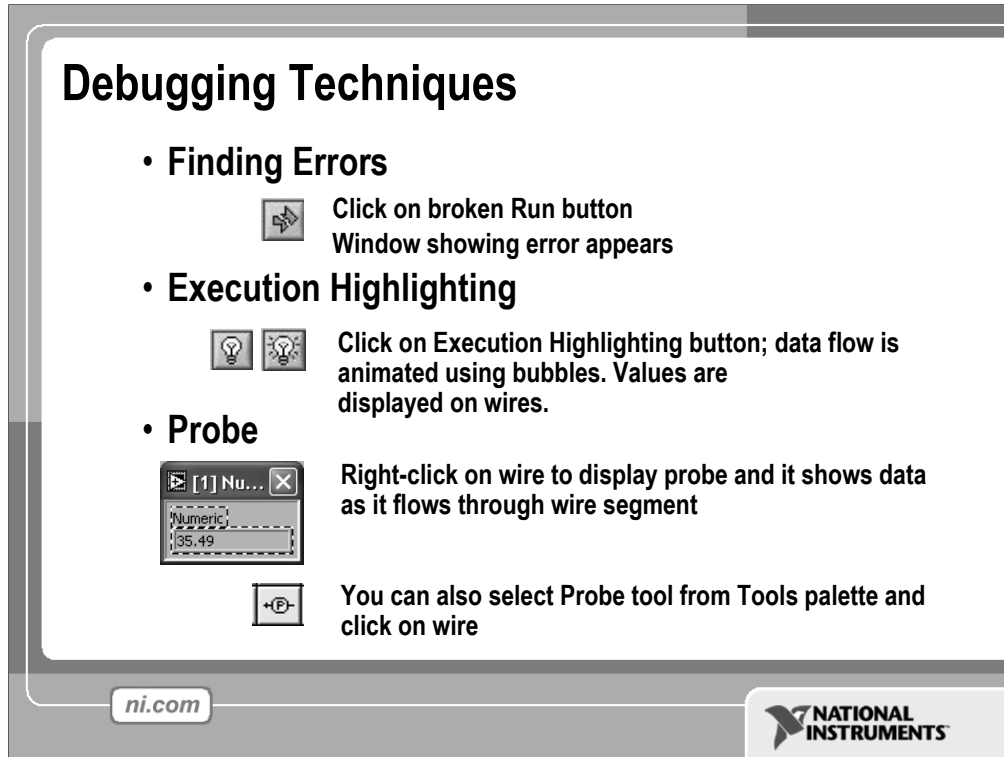 Debugging Techniques
• Finding Errors
Click on broken Run button
Window showing error appears
• Execution Highlighting
Click on Execution Highlighting button; data flow is
animated using bubbles. Values are
displayed on wires.
• Probe
[1] Nu...
Numeric
35.49
Right-click on wire to display probe and it shows data
as it flows through wire segment
P
You can also select Probe tool from Tools palette and
click on wire
ni.com
NATIONAL
INSTRUMENTS